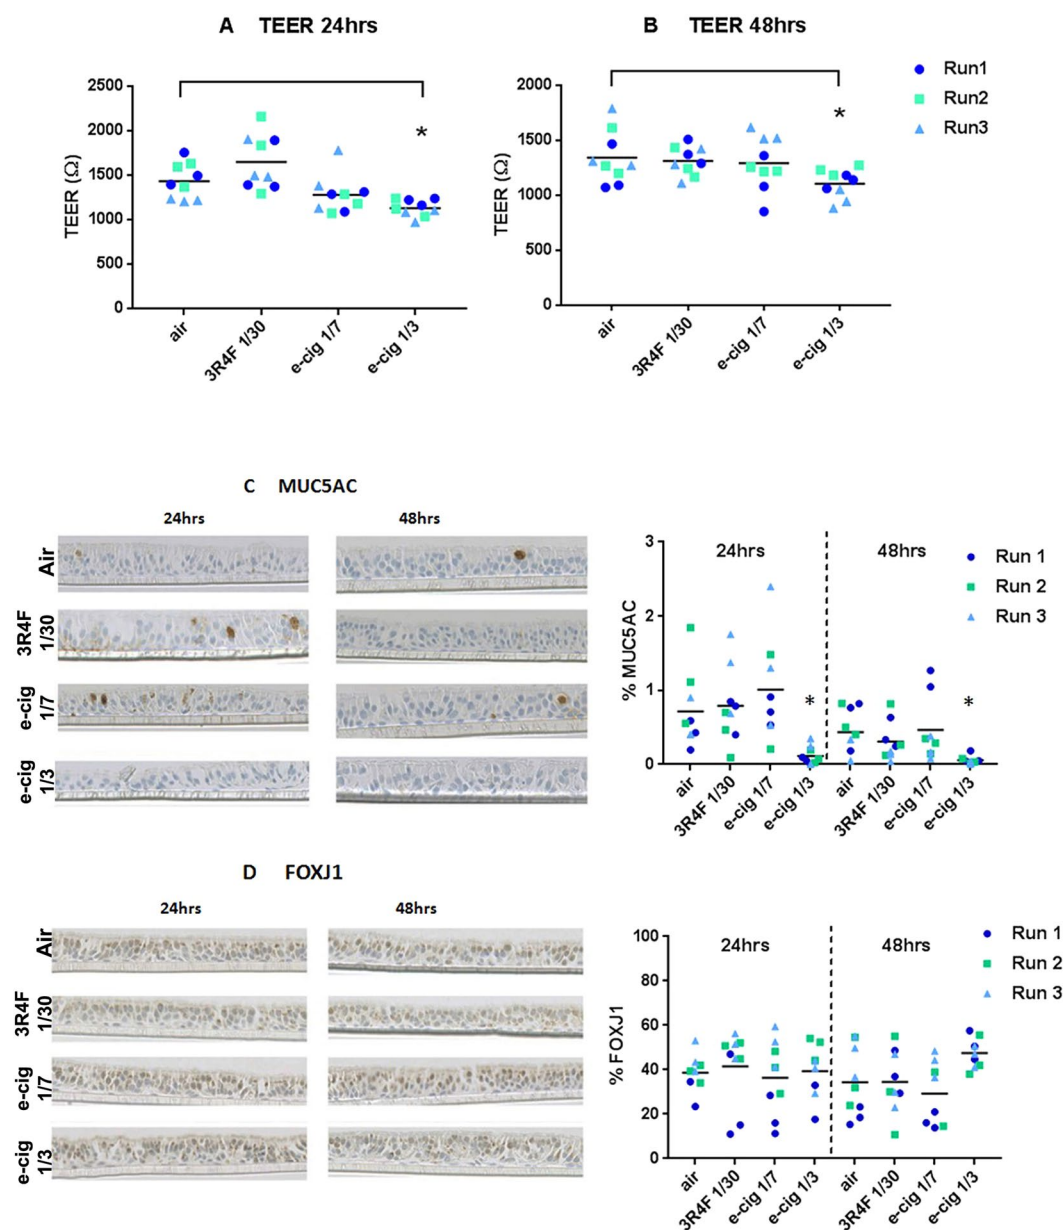 A TEER 24hrs
B TEER 48hrs
TEER (Ω)
2500
2000
1500
1000
500
0
*
air
3R4F 1/30
e-cig 1/7
e-cig 1/3
TEER (Ω)
2000
1500
1000
500
0
*
air
3R4F 1/30
e-cig 1/7
e-cig 1/3
Run1
Run2
Run3
C MUC5AC
24hrs
48hrs
Air
3R4F
1/30
e-cig
1/7
e-cig
1/3
% MUC5AC
3
2
1
0
24hrs
48hrs
*
*
air
3R4F 1/30
e-cig 1/7
e-cig 1/3
air
3R4F 1/30
e-cig 1/7
e-cig 1/3
Run 1
Run 2
Run 3
D FOXJ1
24hrs
48hrs
Air
3R4F
1/30
e-cig
1/7
e-cig
1/3
% FOXJ1
100
80
60
40
20
0
24hrs
48hrs
air
3R4F 1/30
e-cig 1/7
e-cig 1/3
air
3R4F 1/30
e-cig 1/7
e-cig 1/3
Run 1
Run 2
Run 3